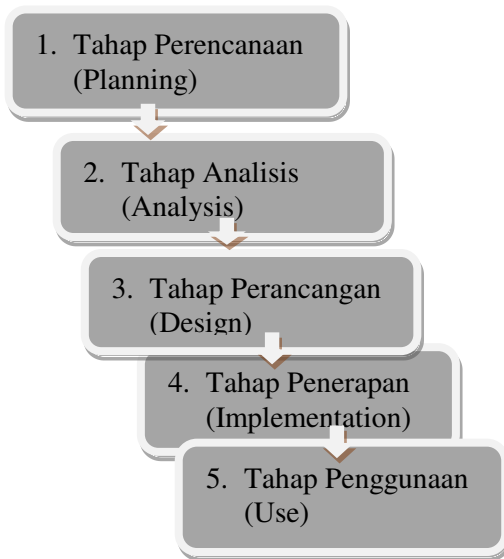 1. Tahap Perencanaan
(Planning)
2. Tahap Analisis
(Analysis)
3. Tahap Perancangan
(Design)
4. Tahap Penerapan
(Implementation)
5. Tahap Penggunaan
(Use)